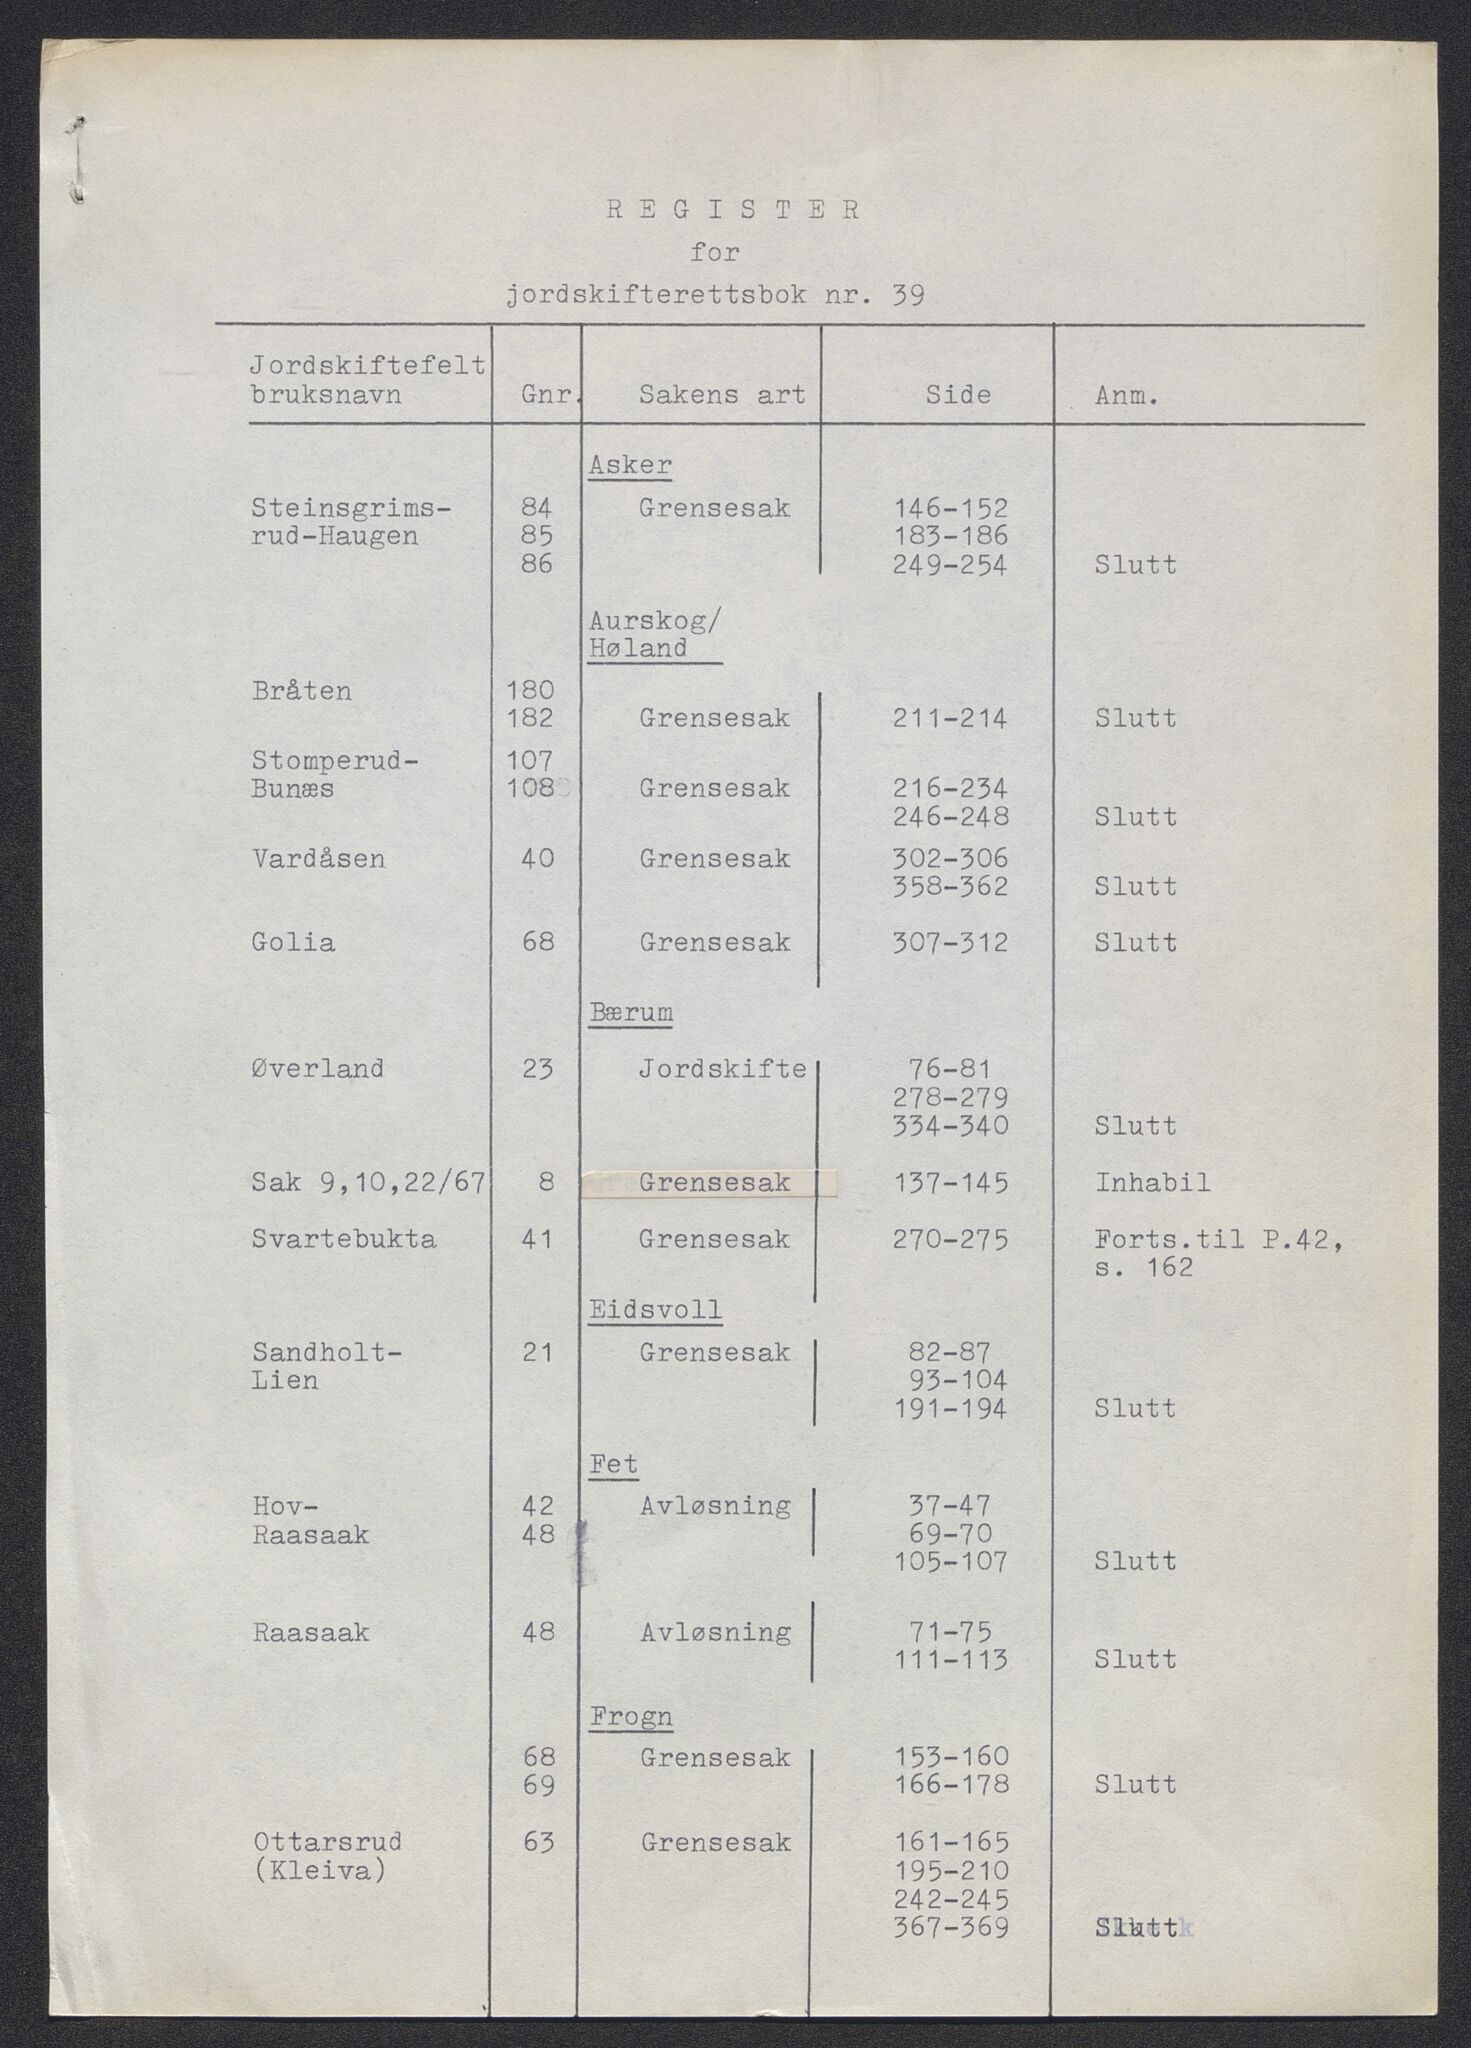 REGISTER
for
jordskifterettsbok nr. 39
Jordskiftefelt
bruksnavn Gnr. Sakens art Side Anm.
Asker
Steinsgrims- 84 Grensesak 146-152
rud-Haugen 85 183-186
86 249-254 Slutt
Aurskog/
Høland
Bråten 180
182 Grensesak 211-214 Slutt
Stomperud- 107
Bunæs 108 Grensesak 216-234
246-248 Slutt
Vardåsen 40 Grensesak 302-306
358-362 Slutt
Golia 68 Grensesak 307-312 Slutt
Bærum
Øverland 23 Jordskifte 76-81
278-279
334-340 Slutt
Sak 9,10,22/67 8 Grensesak 137-145 Inhabil
Svartebukta 41 Grensesak 270-275 Forts.til P.42,
s. 162
Eidsvoll
Sandholt- 21 Grensesak 82-87
Lien 93-104
191-194 Slutt
Fet
Hov- 42 Avløsning 37-47
Raasaak 48 69-70
105-107 Slutt
Raasaak 48 Avløsning 71-75
111-113 Slutt
Frogn
68 Grensesak 153-160
69 166-178 Slutt
Ottarsrud 63 Grensesak 161-165
(Kleiva) 195-210
242-245
367-369 Slutt